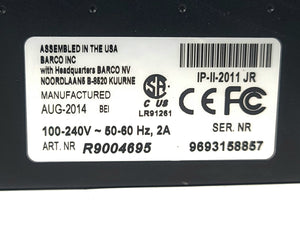 ASSEMBLED IN THE USA
BARCO INC
with Headquarters BARCO NV
NOORDLAAN5 B-8520 KUURNE
IP-II-2011 JR
MANUFACTURED
AUG-2014 BEI
C US
LR91261
CE FC
100-240V ~ 50-60 Hz, 2A
SER. NR
ART. NR R9004695
9693158857